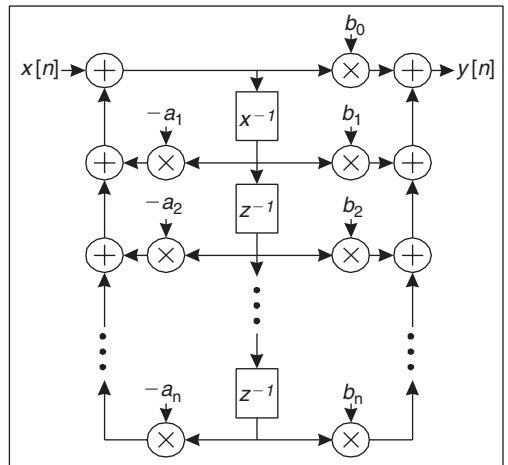 b₀
x[n] + × + y[n]
x⁻¹
−a₁ b₁
+ × × +
z⁻¹
−a₂ b₂
+ × × +
z⁻¹
−aₙ bₙ
× ×